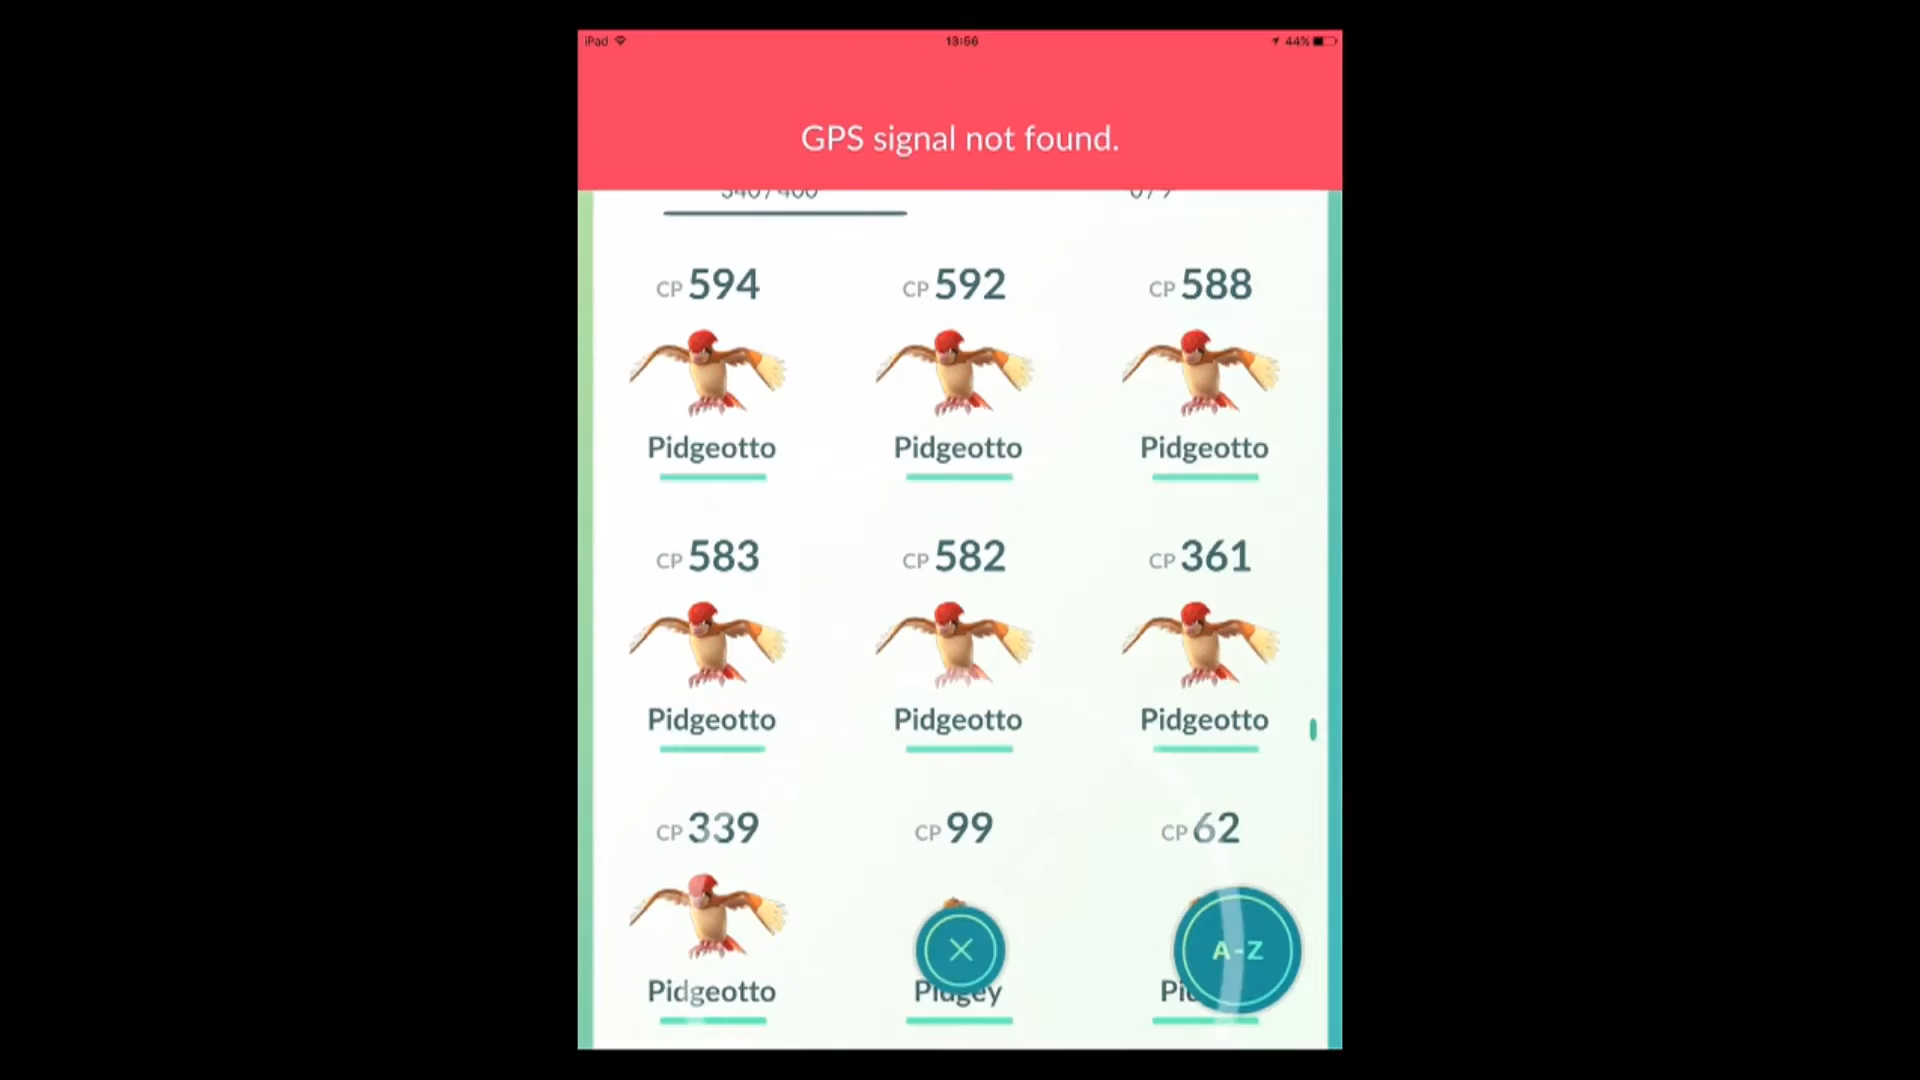 iPad 13:56 44%
GPS signal not found.
CP 594 CP 592 CP 588
Pidgeotto Pidgeotto Pidgeotto
CP 583 CP 582 CP 361
Pidgeotto Pidgeotto Pidgeotto
CP 339 CP 99 CP 62
A-Z
Pidgeotto Pidgey